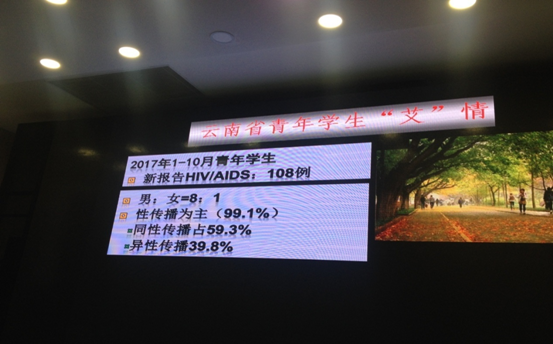 云南省青年学生“艾”情
2017年1-10月青年学生
新报告HIV/AIDS：108例
男：女=8：1
性传播为主（99.1%）
同性传播占59.3%
异性传播39.8%